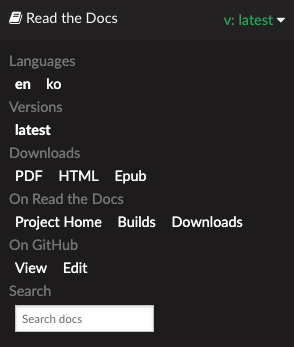 Read the Docs v: latest
Languages
en ko
Versions
latest
Downloads
PDF HTML Epub
On Read the Docs
Project Home Builds Downloads
On GitHub
View Edit
Search
Search docs